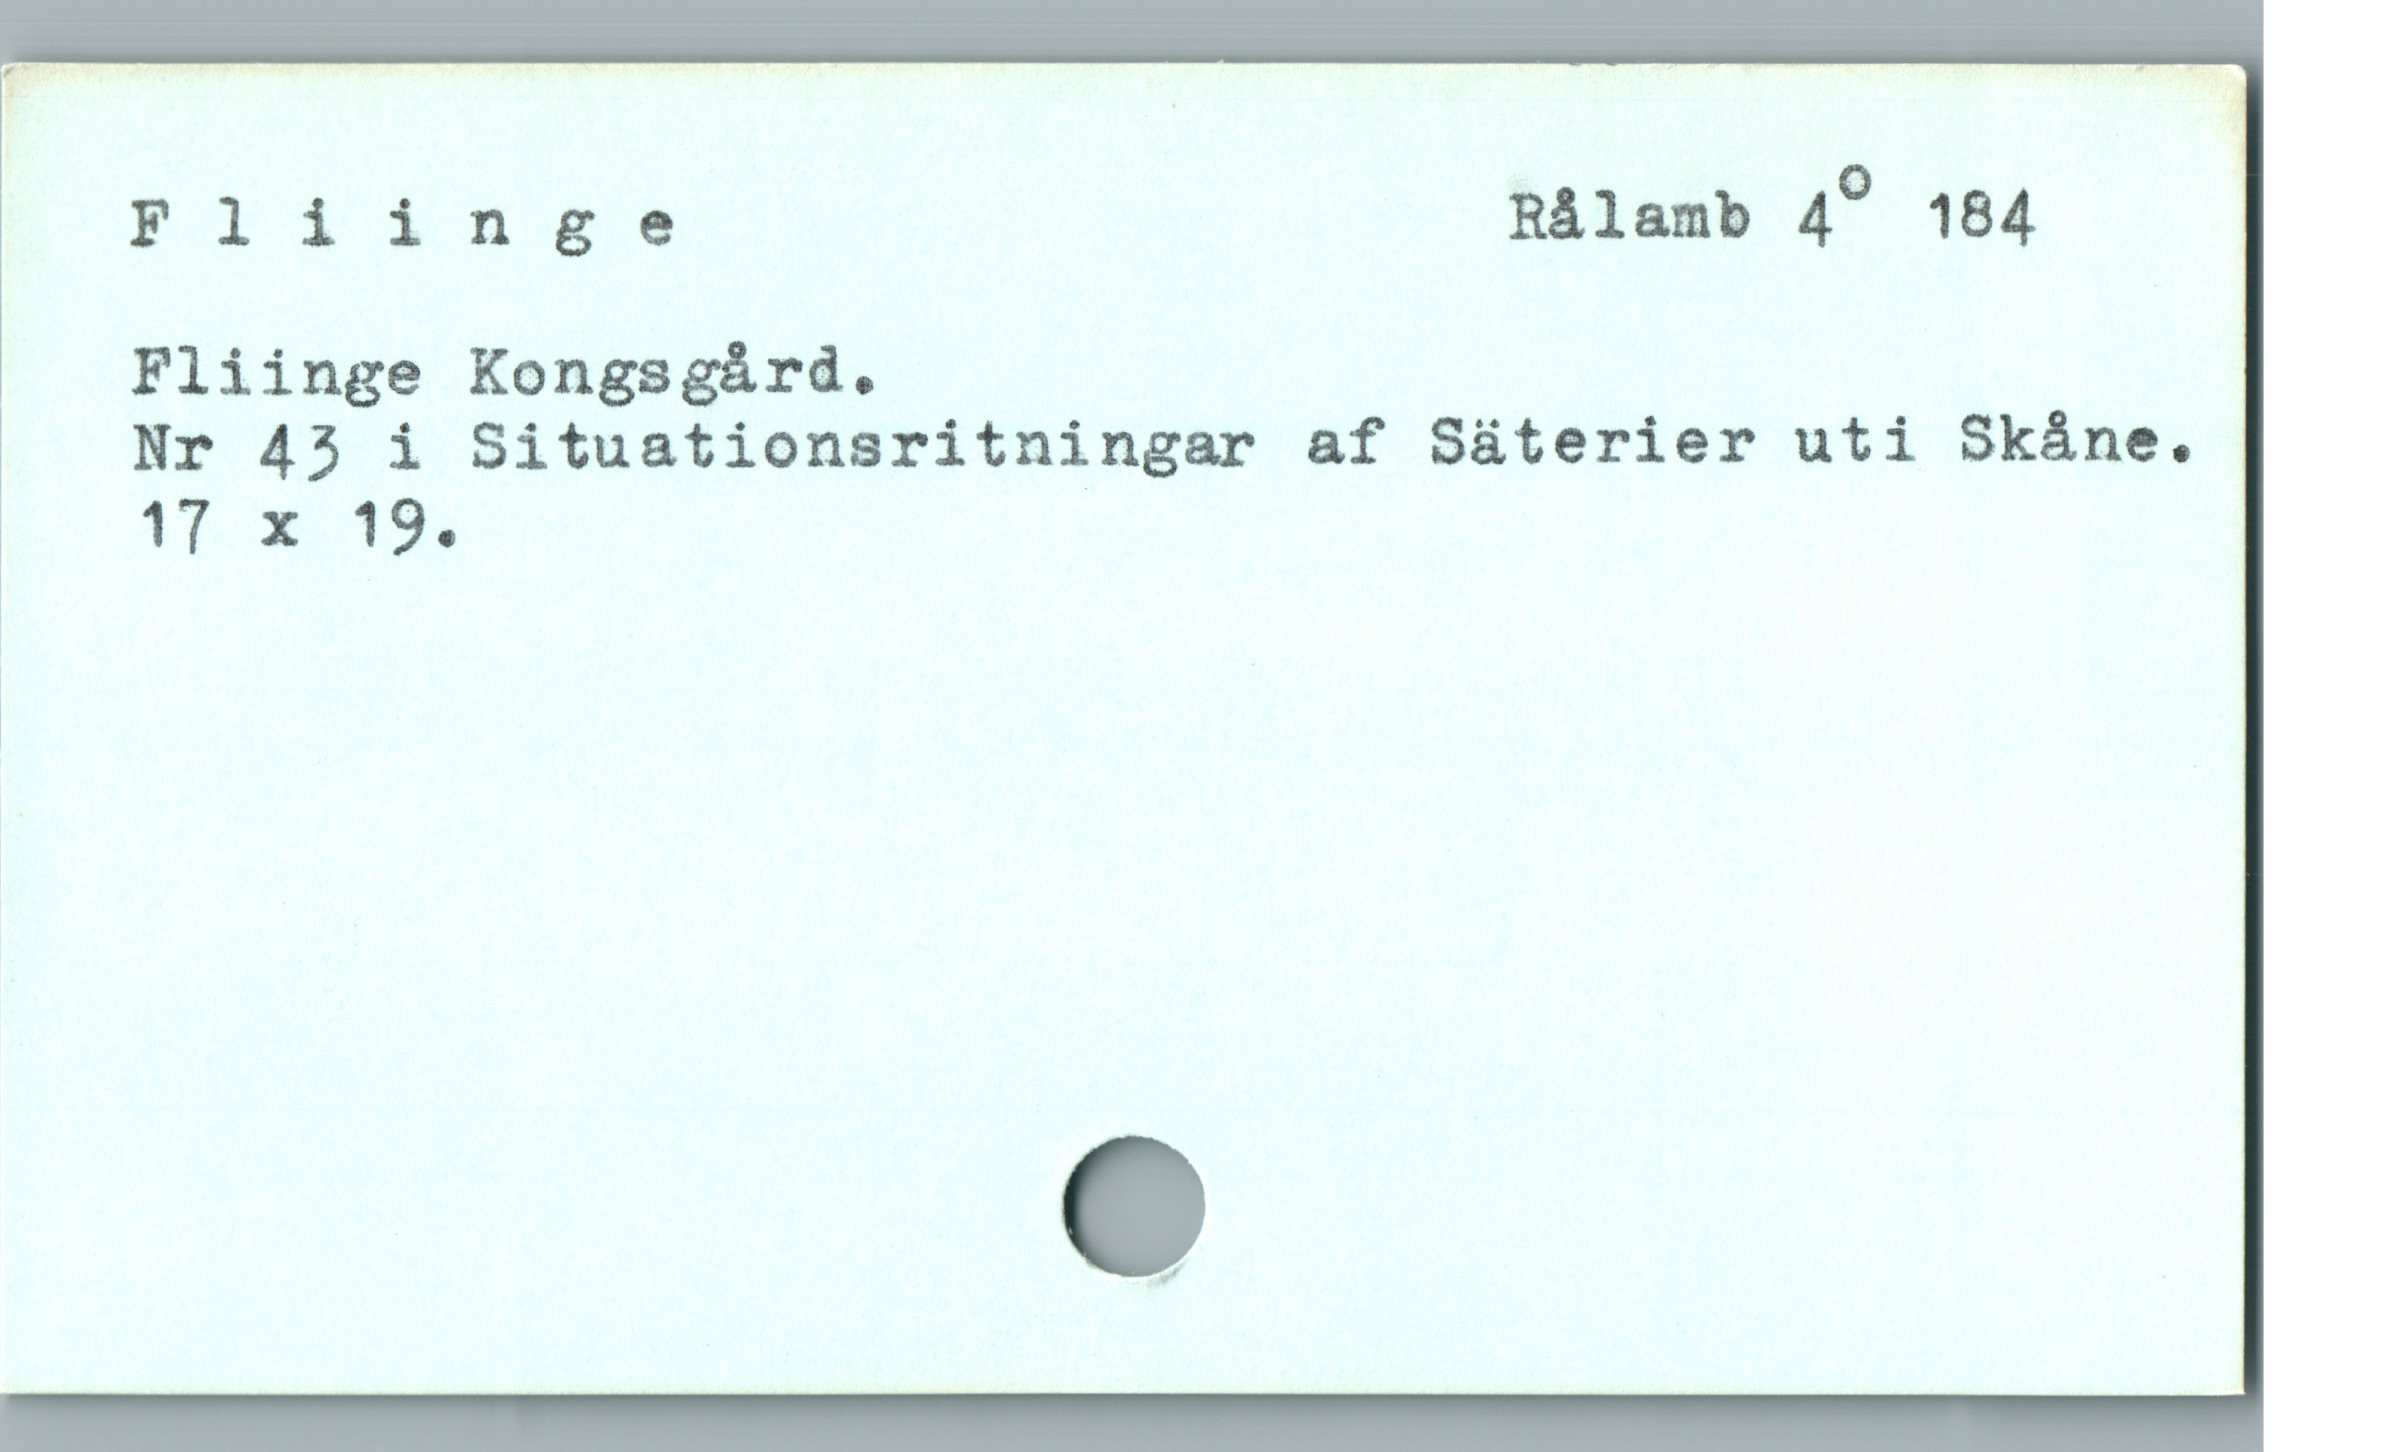 F l i i n g e Rålamb 4° 184
Fliinge Kongsgård.
Nr 43 i Situationsritningar af Säterier uti Skåne.
17 x 19.